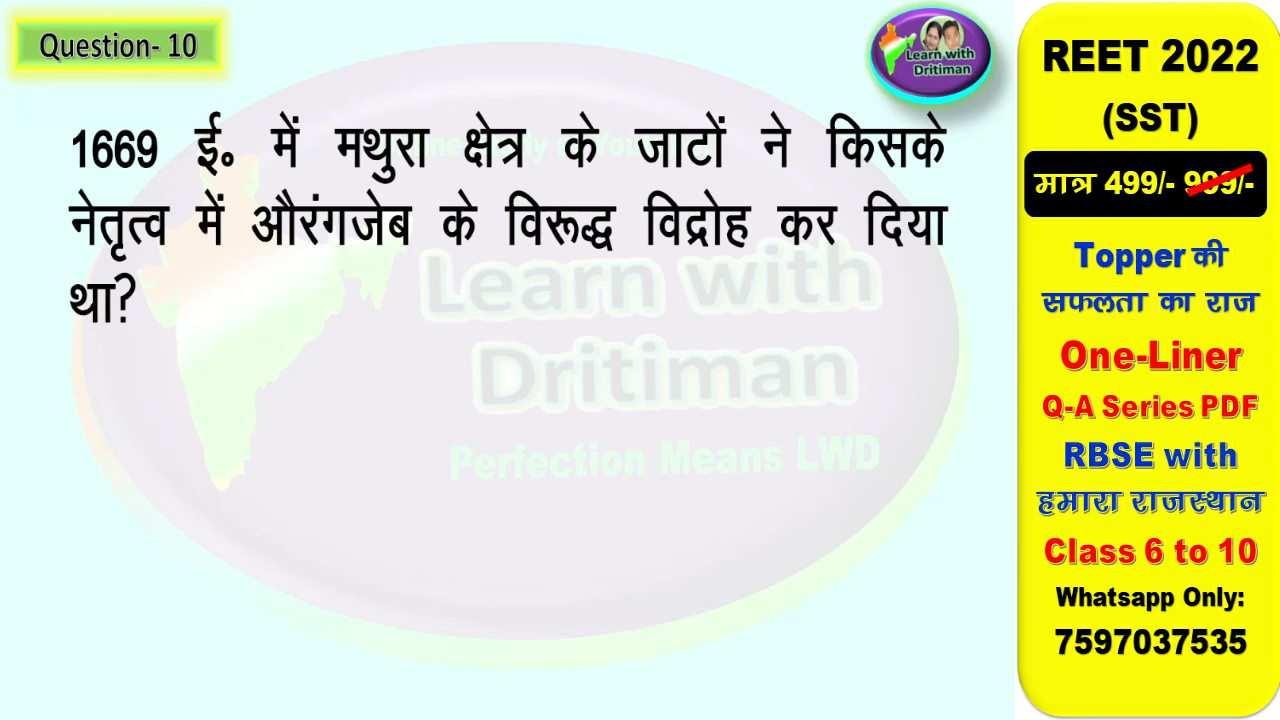 Question- 10
Learn with
Dritiman
1669 ई॰ में मथुरा क्षेत्र के जाटों ने किसके
नेतृत्व में औरंगजेब के विरूद्ध विद्रोह कर दिया
था?
Learn with
Dritiman
Perfection Means LWD
REET 2022
(SST)
मात्र 499/- 999/-
Topper की
सफलता का राज
One-Liner
Q-A Series PDF
RBSE with
हमारा राजस्थान
Class 6 to 10
Whatsapp Only:
7597037535